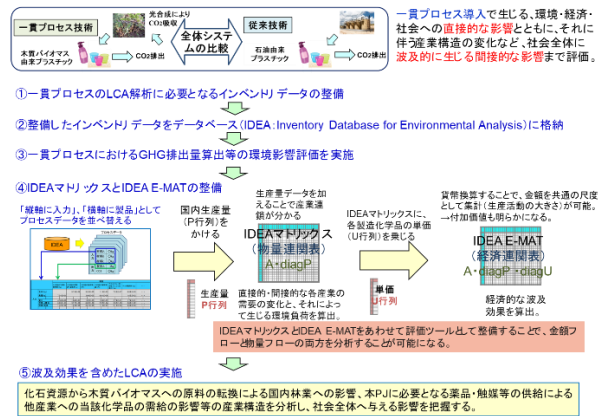 一貫プロセス技術
光合成により
CO₂吸収
木質バイオマス
由来プラスチック
CO₂排出
全体システ
ムの比較
従来技術
石油由来
プラスチック
CO₂排出
一貫プロセス導入で生じる、環境・経済・
社会への直接的な影響とともに、それに
伴う産業構造の変化など、社会全体に
波及的に生じる間接的な影響まで評価。
①一貫プロセスのLCA解析に必要となるインベントリデータの整備
②整備したインベントリデータをデータベース(IDEA:Inventory Database for Environmental Analysis)に格納
③一貫プロセスにおけるGHG排出量算出等の環境影響評価を実施
④IDEAマトリックスとIDEA E-MATの整備
「縦軸に入力」、「横軸に製品」として
プロセスデータを並べ替える
IDEA
国内生産量
(P行列)を
かける
生産量
P行列
生産量データを加
えることで産業連
鎖が分かる
IDEAマトリックス
(物量連関表)
A・diagP
直接的・間接的な各産業の
需要の変化と、それによっ
て生じる環境負荷を算出。
IDEAマトリックスに、
各製造化学品の単価
(U行列)を乗じる
単価
U行列
貨幣換算することで、金額を共通の尺度
として集計(生産活動の大きさ)が可能。
→付加価値も明らかになる。
IDEA E-MAT
(経済連関表)
A・diagP・diagU
経済的な波及
効果を算出。
IDEAマトリックスとIDEA E-MATをあわせて評価ツールとして整備することで、金額
フローと物量フローの両方を分析することが可能になる。
⑤波及効果を含めたLCAの実施
化石資源から木質バイオマスへの原料の転換による国内林業への影響、本PJに必要となる薬品・触媒等の供給による
他産業への当該化学品の需給の影響等の産業構造を分析し、社会全体へ与える影響を把握する。